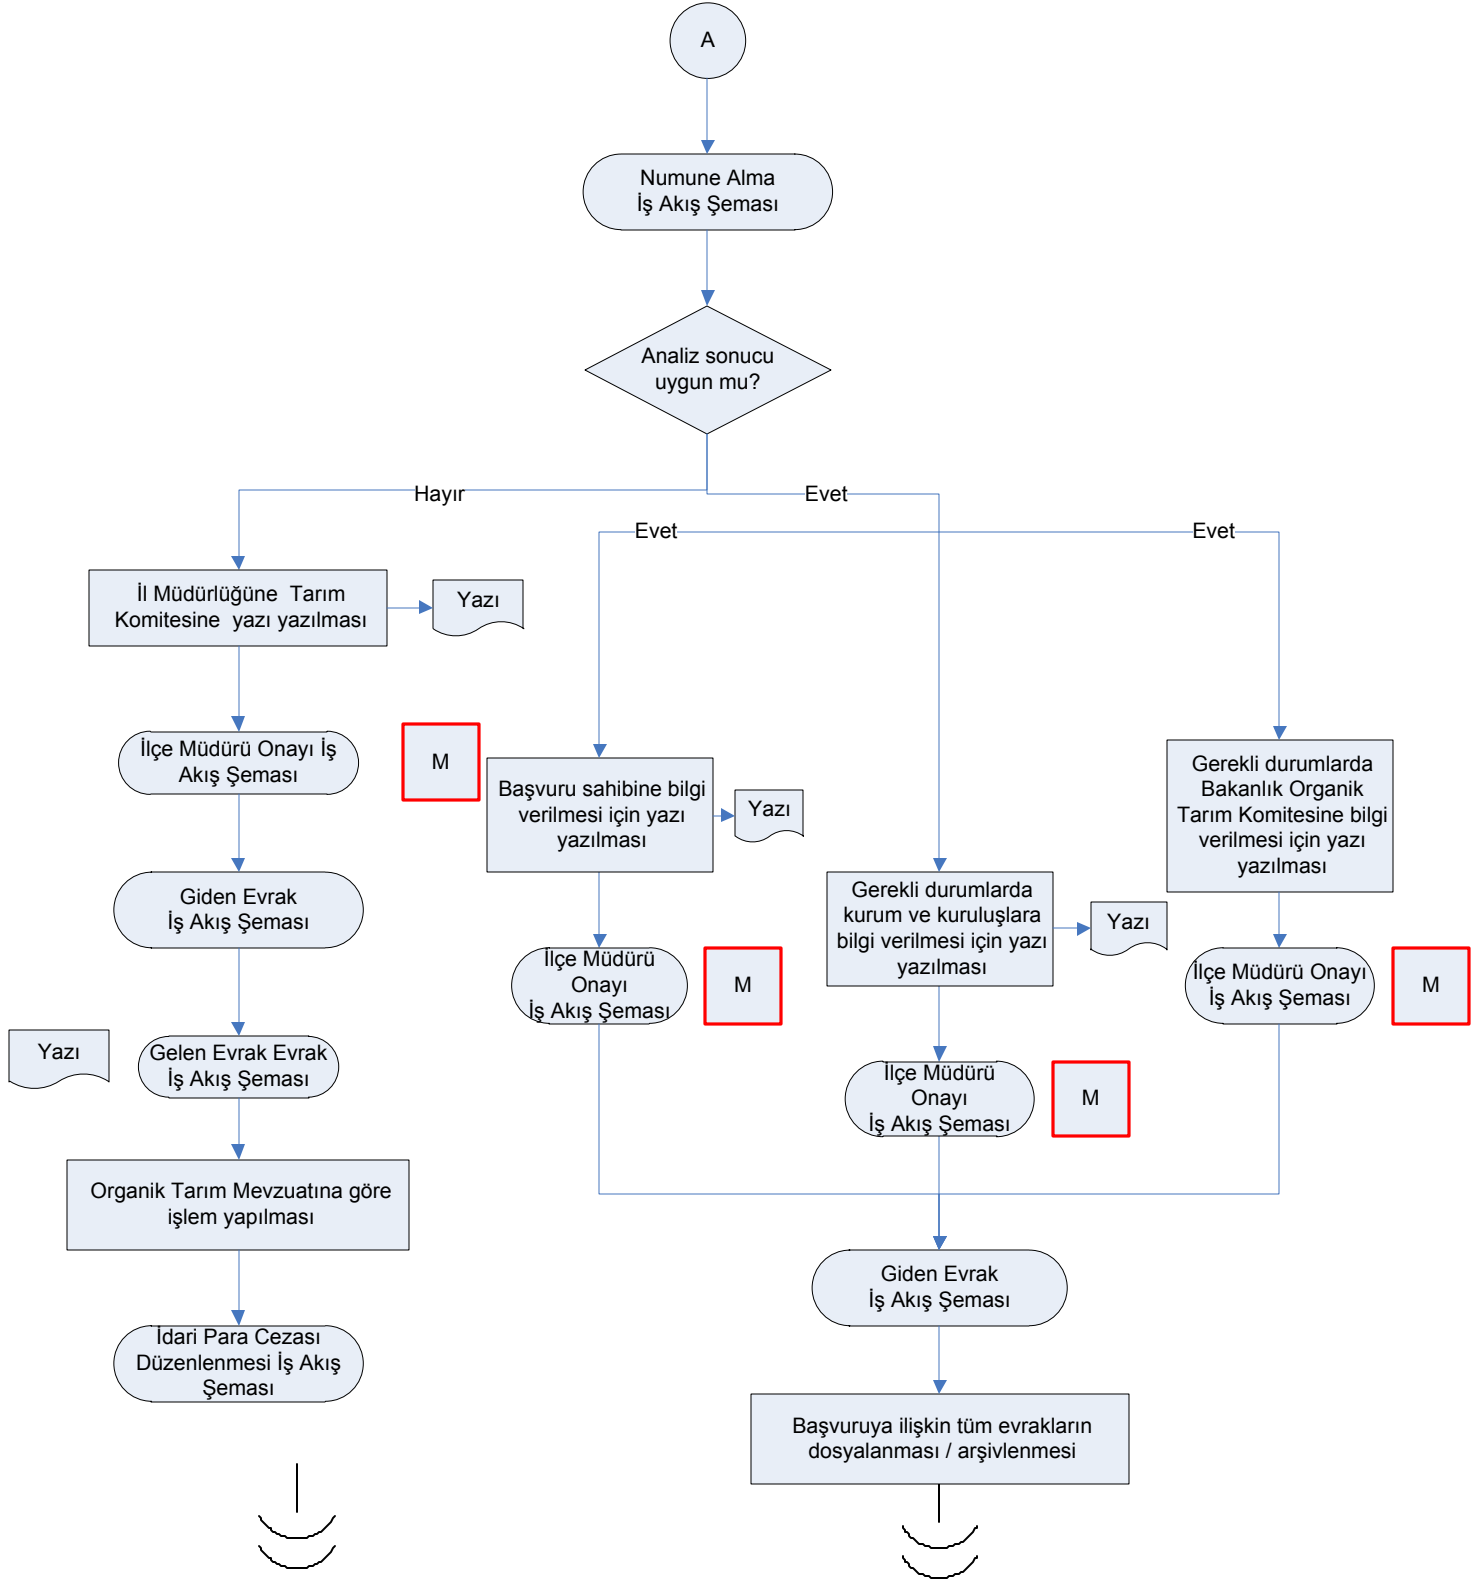 A
Numune Alma
İş Akış Şeması
Analiz sonucu
uygun mu?
Hayır
Evet
Evet
Evet
İl Müdürlüğüne Tarım
Komitesine yazı yazılması
Yazı
İlçe Müdürü Onayı İş
Akış Şeması
M
Giden Evrak
İş Akış Şeması
Yazı
Gelen Evrak Evrak
İş Akış Şeması
Organik Tarım Mevzuatına göre
işlem yapılması
İdari Para Cezası
Düzenlenmesi İş Akış
Şeması
Başvuru sahibine bilgi
verilmesi için yazı
yazılması
Yazı
İlçe Müdürü
Onayı
İş Akış Şeması
M
Gerekli durumlarda
kurum ve kuruluşlara
bilgi verilmesi için yazı
yazılması
Yazı
İlçe Müdürü
Onayı
İş Akış Şeması
M
Gerekli durumlarda
Bakanlık Organik
Tarım Komitesine bilgi
verilmesi için yazı
yazılması
İlçe Müdürü Onayı
İş Akış Şeması
M
Giden Evrak
İş Akış Şeması
Başvuruya ilişkin tüm evrakların
dosyalanması / arşivlenmesi